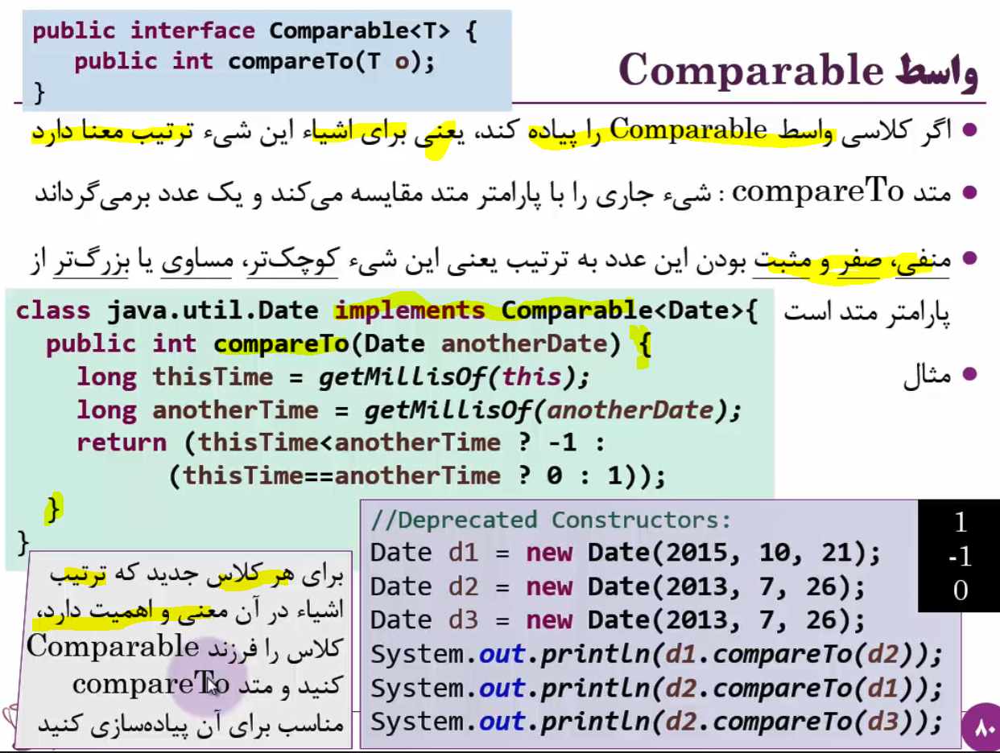 public interface Comparable<T> {
public int compareTo(T o);
}
واسط Comparable
اگر کلاسی واسط Comparable را پیاده کند، یعنی برای اشیاء این شیء ترتیب معنا دارد
متد compareTo : شیء جاری را با پارامتر متد مقایسه می‌کند و یک عدد برمی‌گرداند
منفی، صفر و مثبت بودن این عدد به ترتیب یعنی این شیء کوچک‌تر، مساوی یا بزرگ‌تر از
پارامتر متد است
مثال
class java.util.Date implements Comparable<Date>{
public int compareTo(Date anotherDate) {
long thisTime = getMillisOf(this);
long anotherTime = getMillisOf(anotherDate);
return (thisTime<anotherTime ? -1 :
(thisTime==anotherTime ? 0 : 1));
}
}
//Deprecated Constructors:
Date d1 = new Date(2015, 10, 21);
Date d2 = new Date(2013, 7, 26);
Date d3 = new Date(2013, 7, 26);
System.out.println(d1.compareTo(d2));
System.out.println(d2.compareTo(d1));
System.out.println(d2.compareTo(d3));
1
-1
0
برای هر کلاس جدید که ترتیب
اشیاء در آن معنی و اهمیت دارد،
کلاس را فرزند Comparable
کنید و متد compareTo
مناسب برای آن پیاده‌سازی کنید
۸۰